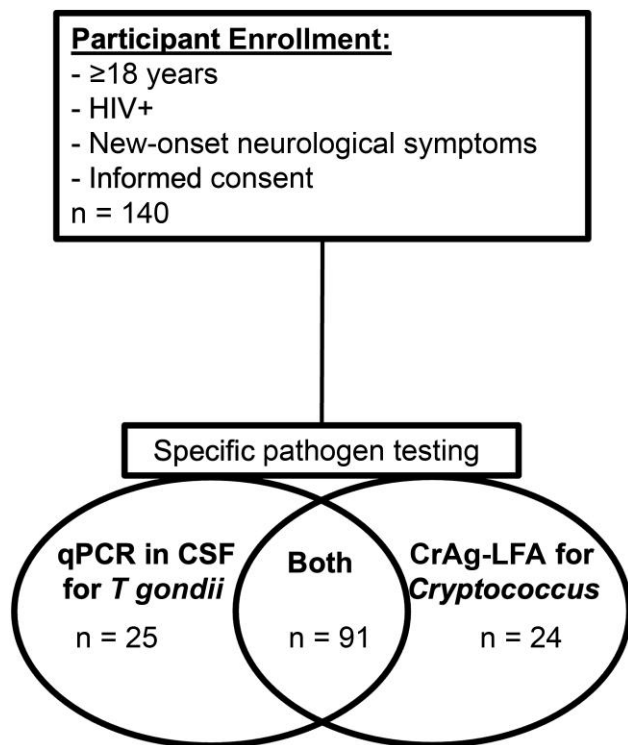 Participant Enrollment:
- ≥18 years
- HIV+
- New-onset neurological symptoms
- Informed consent
n = 140
Specific pathogen testing
qPCR in CSF
for T gondii
n = 25
Both
n = 91
CrAg-LFA for
Cryptococcus
n = 24